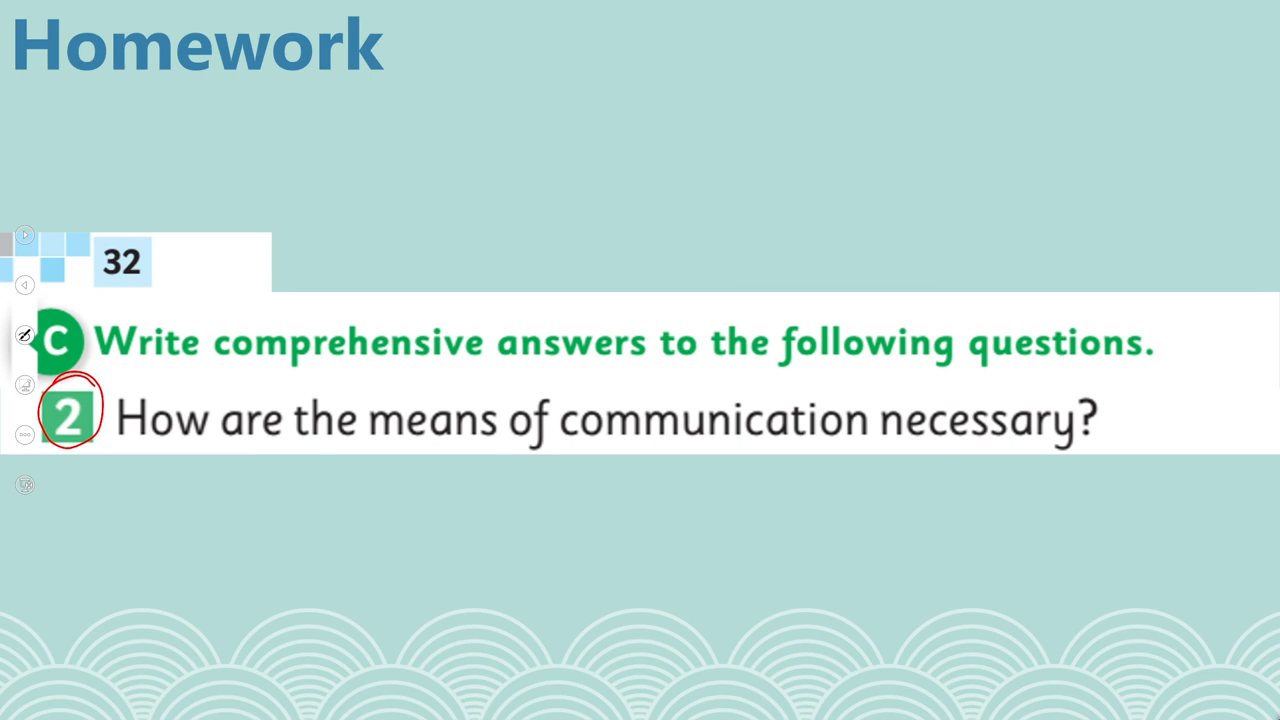 Homework
32
C Write comprehensive answers to the following questions.
2 How are the means of communication necessary?